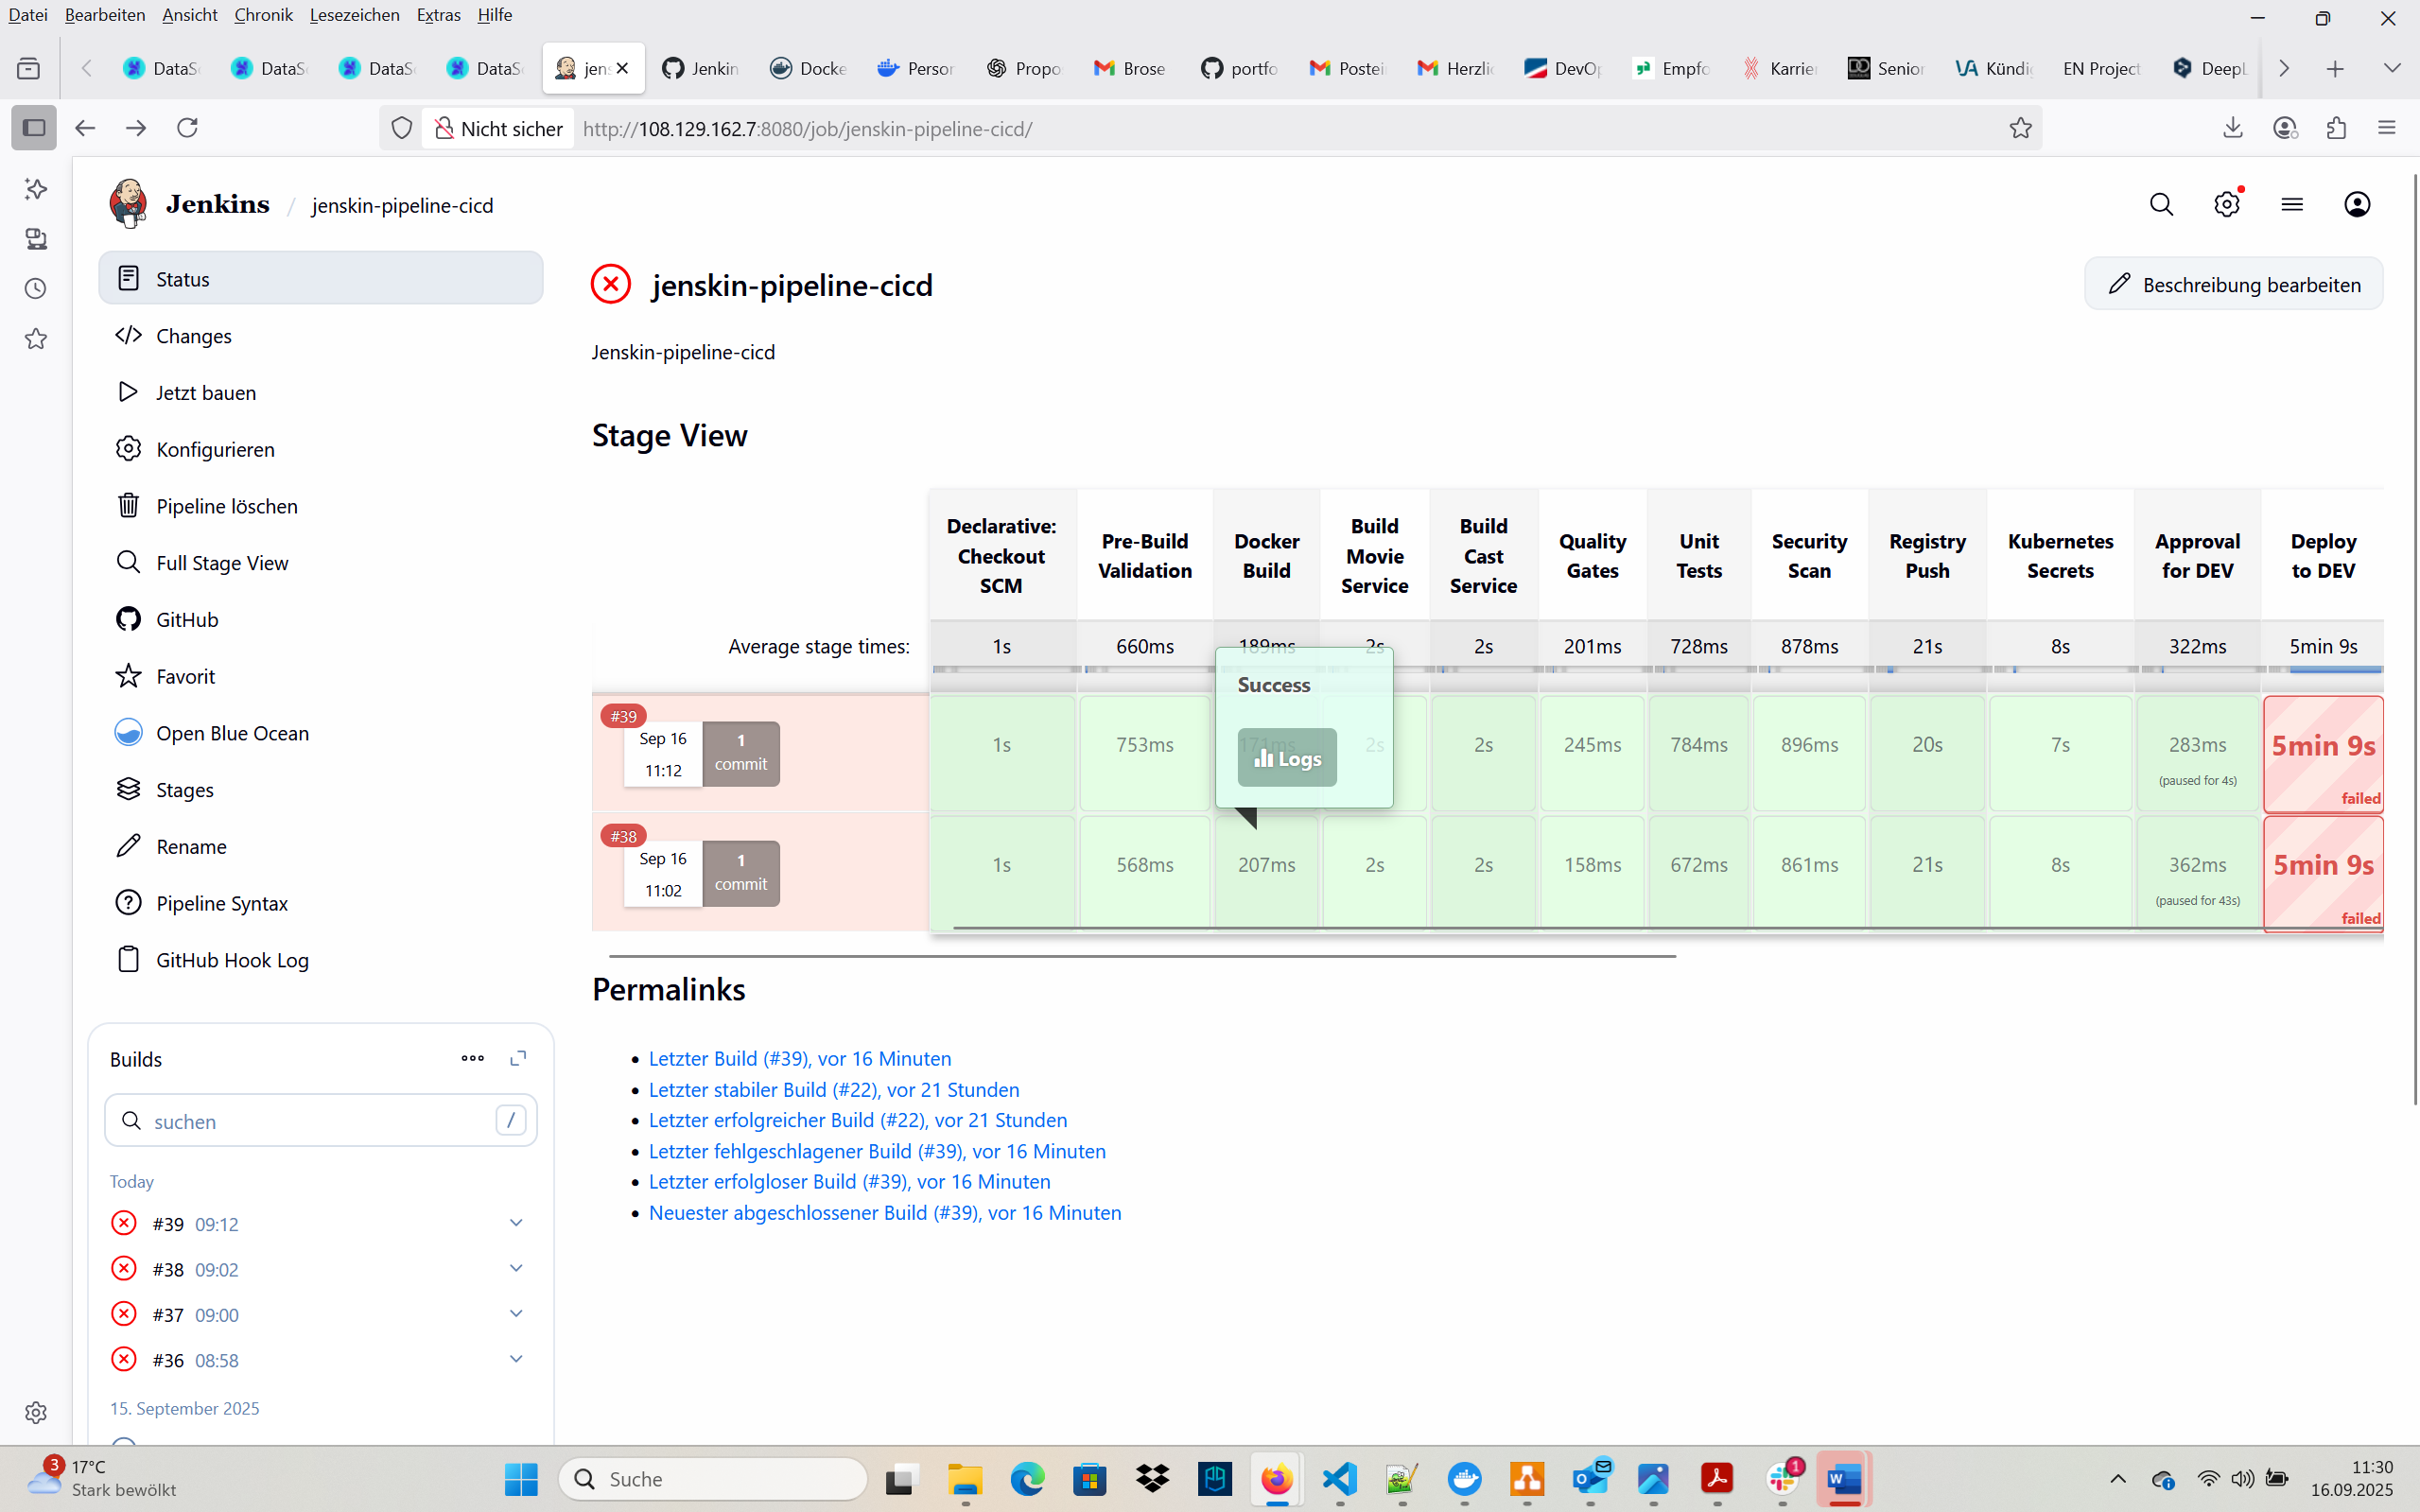 Datei Bearbeiten Ansicht Chronik Lesezeichen Extras Hilfe
DataSc DataSc DataSc DataSc jens Jenkin Docke Person Propo Brose portfo Postei Herzli DevOp Empfo Karrier Senior Kündi EN Project DeepL
Nicht sicher http://108.129.162.7:8080/job/jenskin-pipeline-cicd/
Jenkins / jenskin-pipeline-cicd
Status
Changes
Jetzt bauen
Konfigurieren
Pipeline löschen
Full Stage View
GitHub
Favorit
Open Blue Ocean
Stages
Rename
Pipeline Syntax
GitHub Hook Log
Builds
suchen /
Today
#39 09:12
#38 09:02
#37 09:00
#36 08:58
15. September 2025
jenskin-pipeline-cicd
Beschreibung bearbeiten
Jenskin-pipeline-cicd
Stage View
Declarative: Checkout SCM
Pre-Build Validation
Docker Build
Build Movie Service
Build Cast Service
Quality Gates
Unit Tests
Security Scan
Registry Push
Kubernetes Secrets
Approval for DEV
Deploy to DEV
Average stage times: 1s 660ms 189ms 2s 2s 201ms 728ms 878ms 21s 8s 322ms 5min 9s
Success
Logs
#39
Sep 16
11:12
1
commit
1s 753ms 171ms 2s 2s 245ms 784ms 896ms 20s 7s 283ms 5min 9s
(paused for 4s)
failed
#38
Sep 16
11:02
1
commit
1s 568ms 207ms 2s 2s 158ms 672ms 861ms 21s 8s 362ms 5min 9s
(paused for 43s)
failed
Permalinks
Letzter Build (#39), vor 16 Minuten
Letzter stabiler Build (#22), vor 21 Stunden
Letzter erfolgreicher Build (#22), vor 21 Stunden
Letzter fehlgeschlagener Build (#39), vor 16 Minuten
Letzter erfolgloser Build (#39), vor 16 Minuten
Neuester abgeschlossener Build (#39), vor 16 Minuten
3
17°C
Stark bewölkt
Suche
1
11:30
16.09.2025